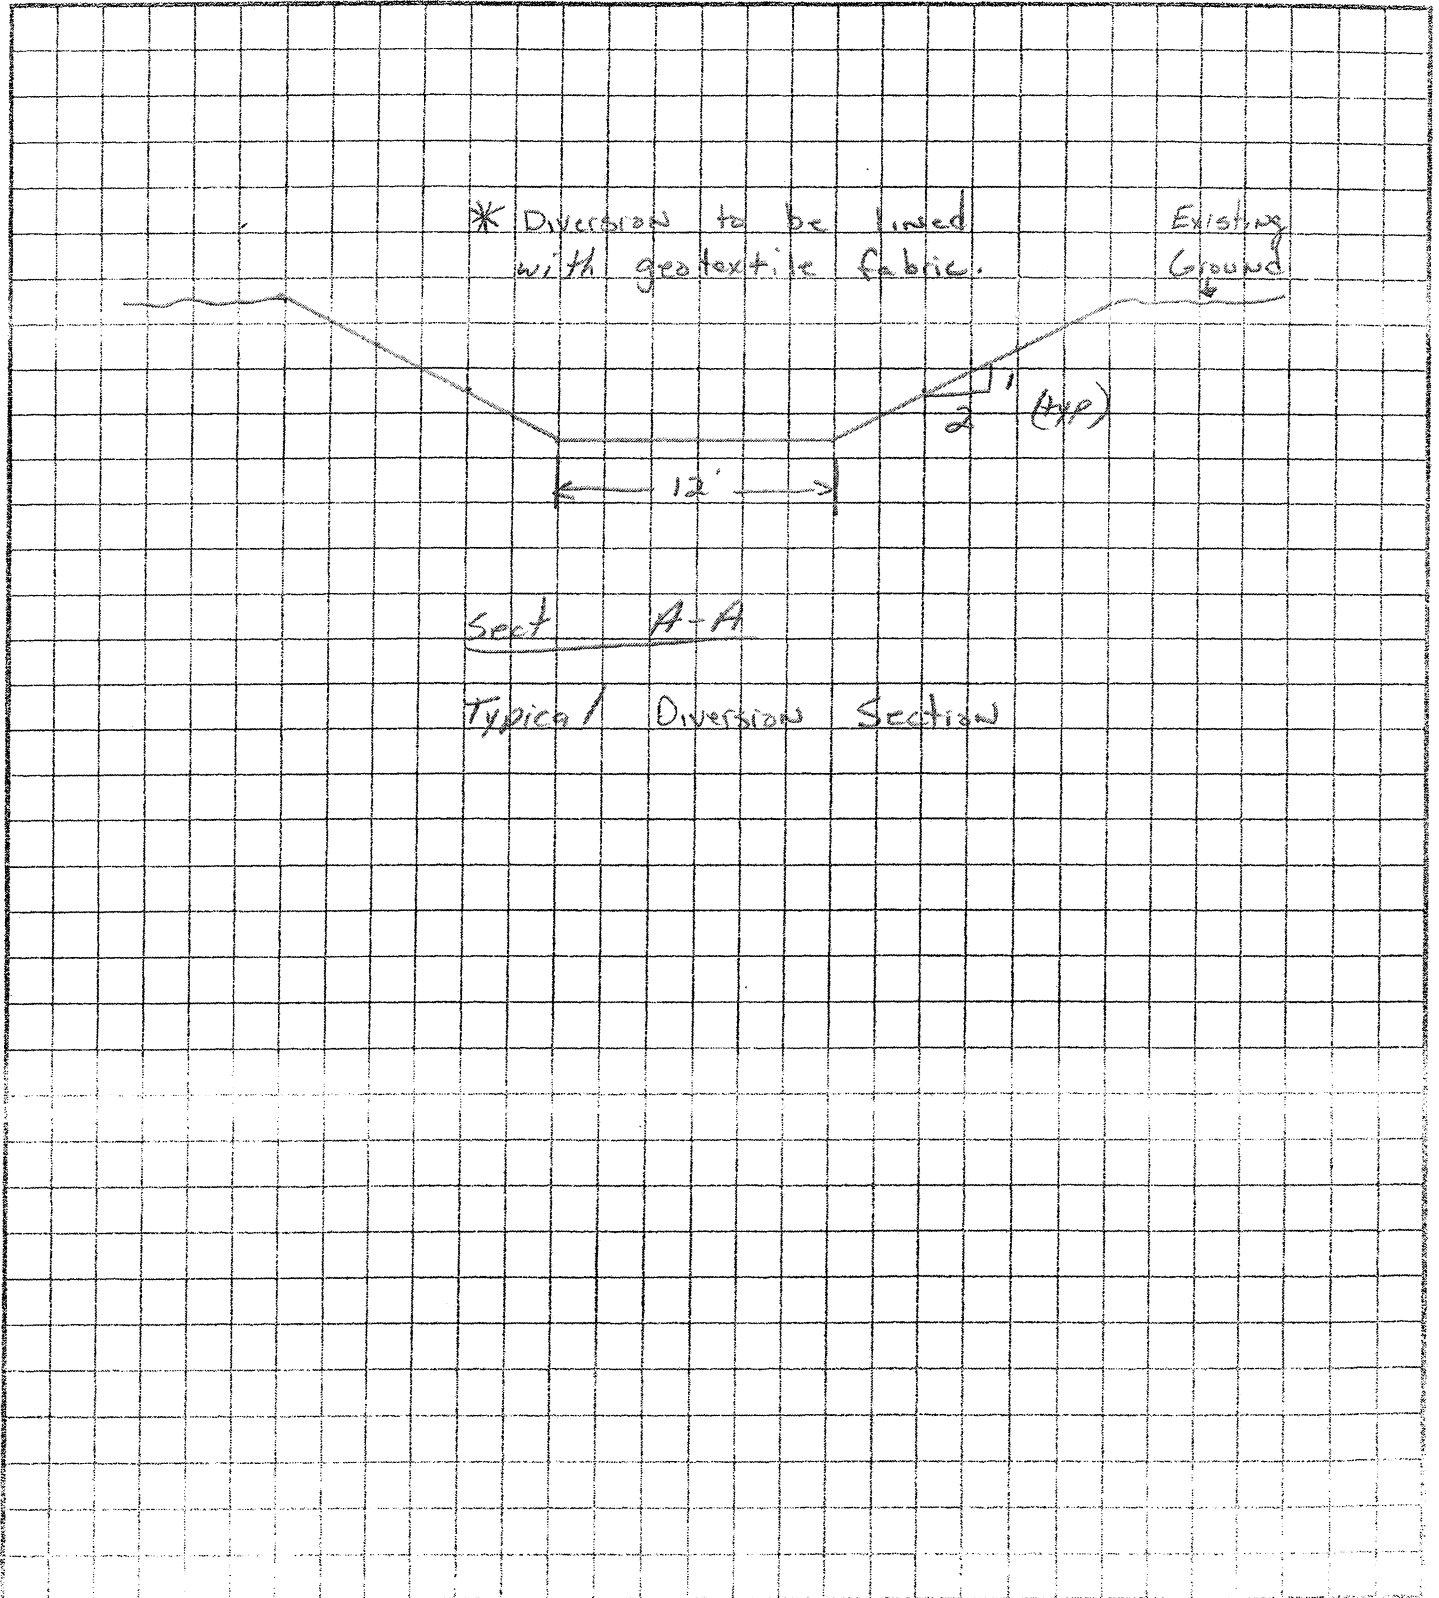 * Diversion to be lined
with geotextile fabric.
Existing
Ground
1
2 (typ)
12'
Sect A-A
Typical Diversion Section